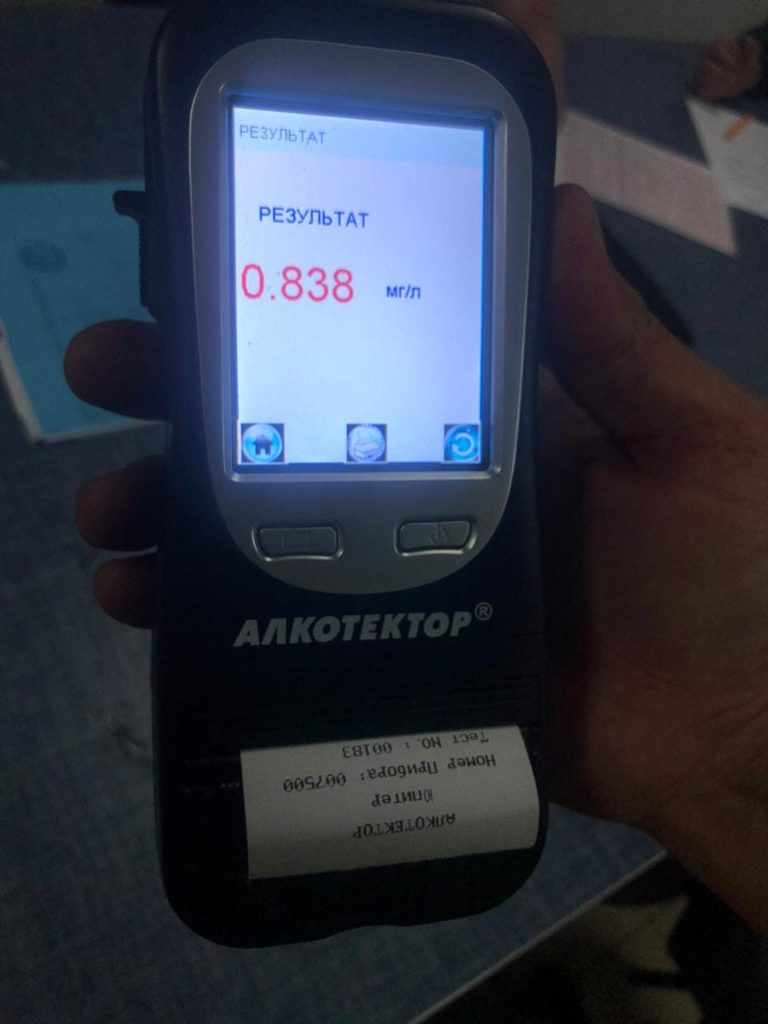 РЕЗУЛЬТАТ
РЕЗУЛЬТАТ
0.838 мг/л
АЛКОТЕКТОР®
АЛКОТЕКТОР
Юпитер
Номер Прибора: 007500
Тест NO.: 00183